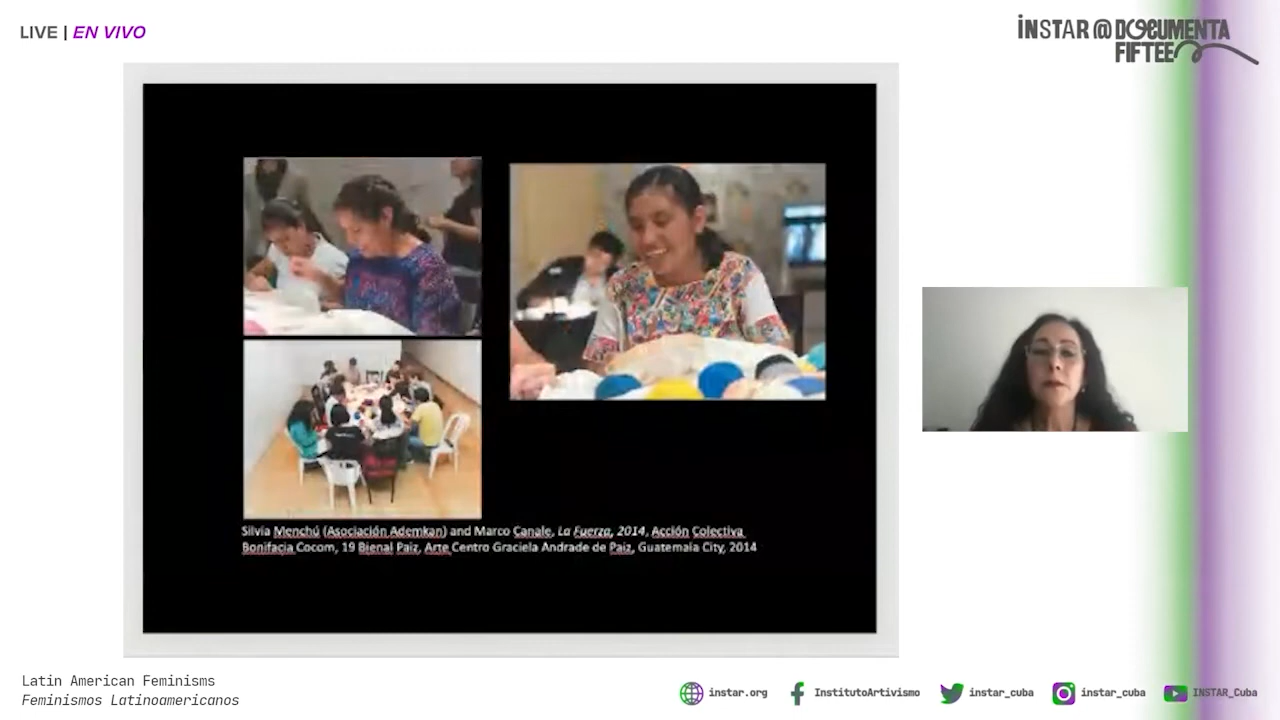 LIVE | EN VIVO
INSTAR @ DOCUMENTA
FIFTEE
Silvia Menchú (Asociación Ademkan) and Marco Canale, La Fuerza, 2014, Acción Colectiva
Bonifacia Cocom, 19 Bienal Paiz, Arte Centro Graciela Andrade de Paiz, Guatemala City, 2014
Latin American Feminisms
Feminismos Latinoamericanos
instar.org
InstitutoArtivismo
instar_cuba
instar_cuba
INSTAR_Cuba